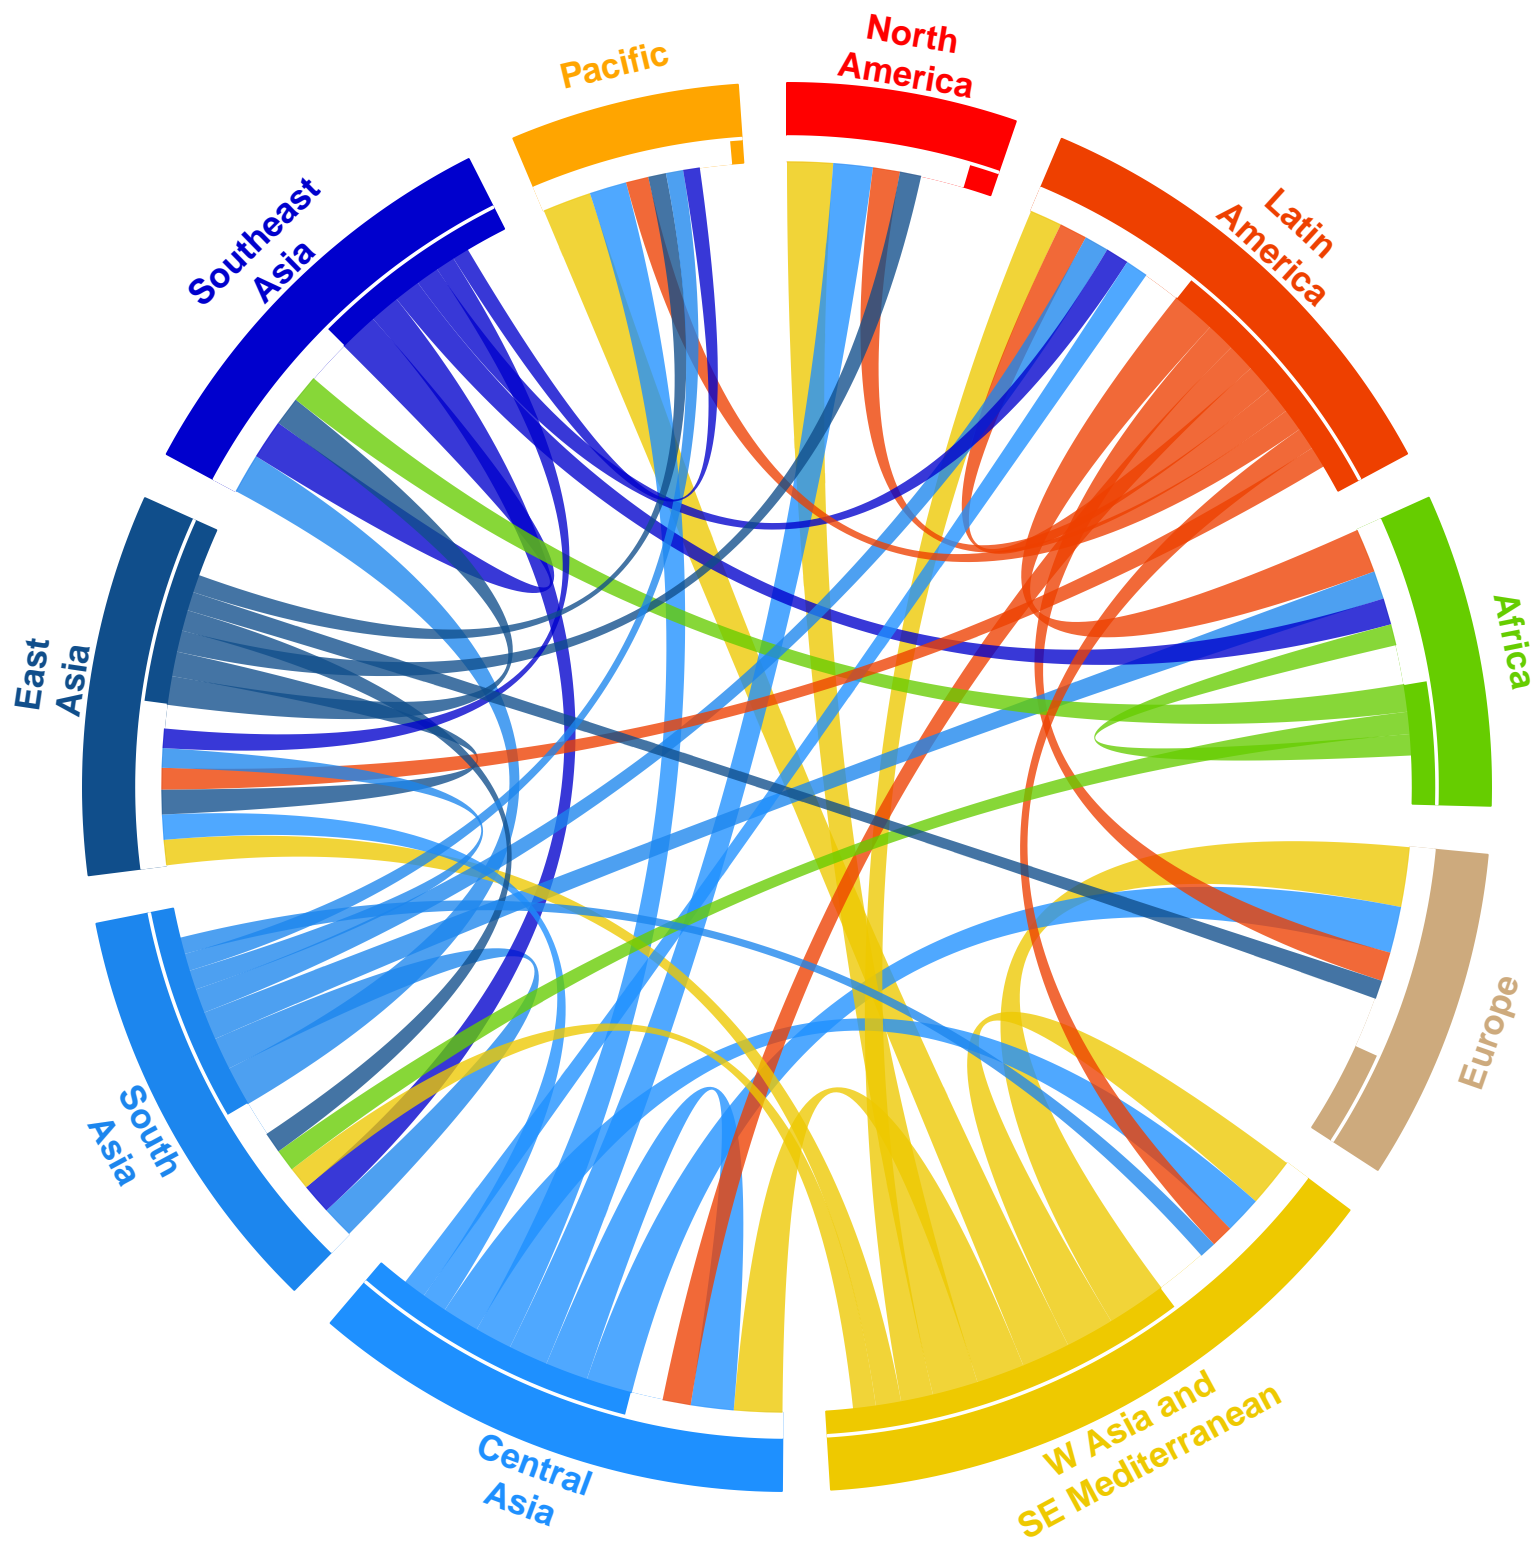 North
America
Latin
America
Africa
Europe
W Asia and
SE Mediterranean
Central
Asia
South
Asia
East
Asia
Southeast
Asia
Pacific